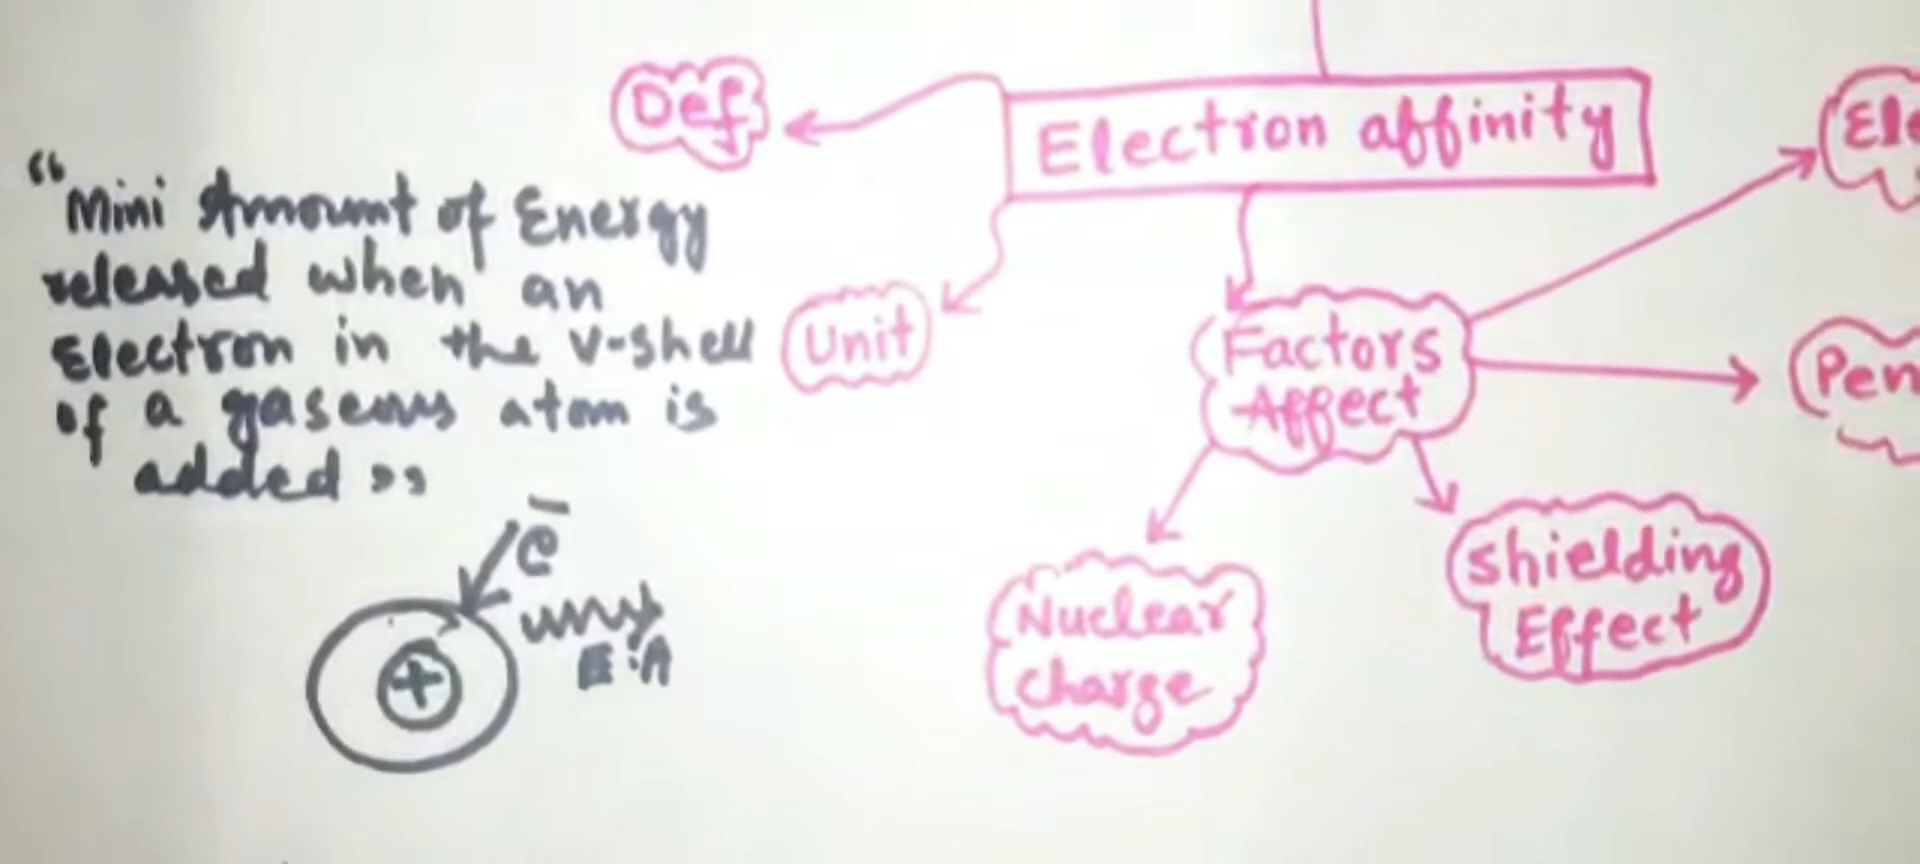 Def
Electron affinity
Ele
"Mini Amount of Energy
released when an
Electron in the v-shell
of a gaseous atom is
added "
Unit
Factors
Affect
Pen
e-
E.A
+
Nuclear
charge
Shielding
Effect